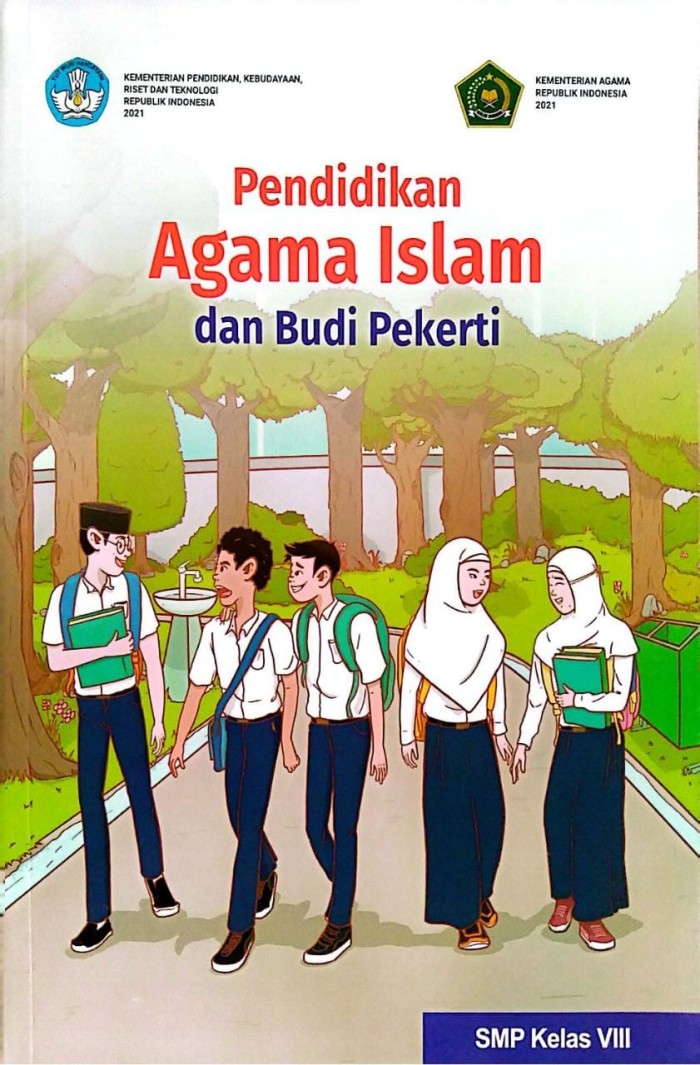 KEMENTERIAN PENDIDIKAN, KEBUDAYAAN,
RISET DAN TEKNOLOGI
REPUBLIK INDONESIA
2021
KEMENTERIAN AGAMA
REPUBLIK INDONESIA
2021
Pendidikan
Agama Islam
dan Budi Pekerti
SMP Kelas VIII